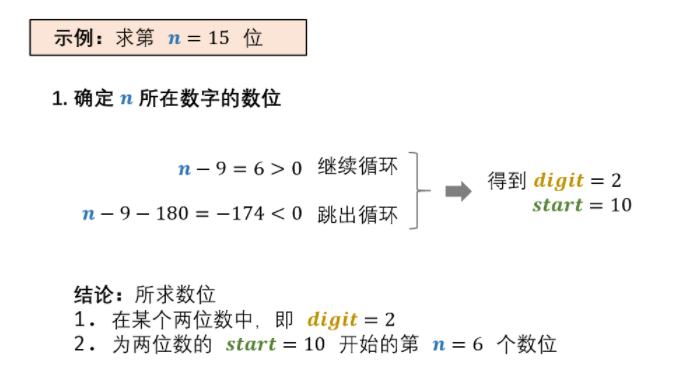 示例：求第 n = 15 位
1. 确定 n 所在数字的数位
n − 9 = 6 > 0 继续循环
n − 9 − 180 = −174 < 0 跳出循环
得到 digit = 2
start = 10
结论：所求数位
1. 在某个两位数中，即 digit = 2
2. 为两位数的 start = 10 开始的第 n = 6 个数位